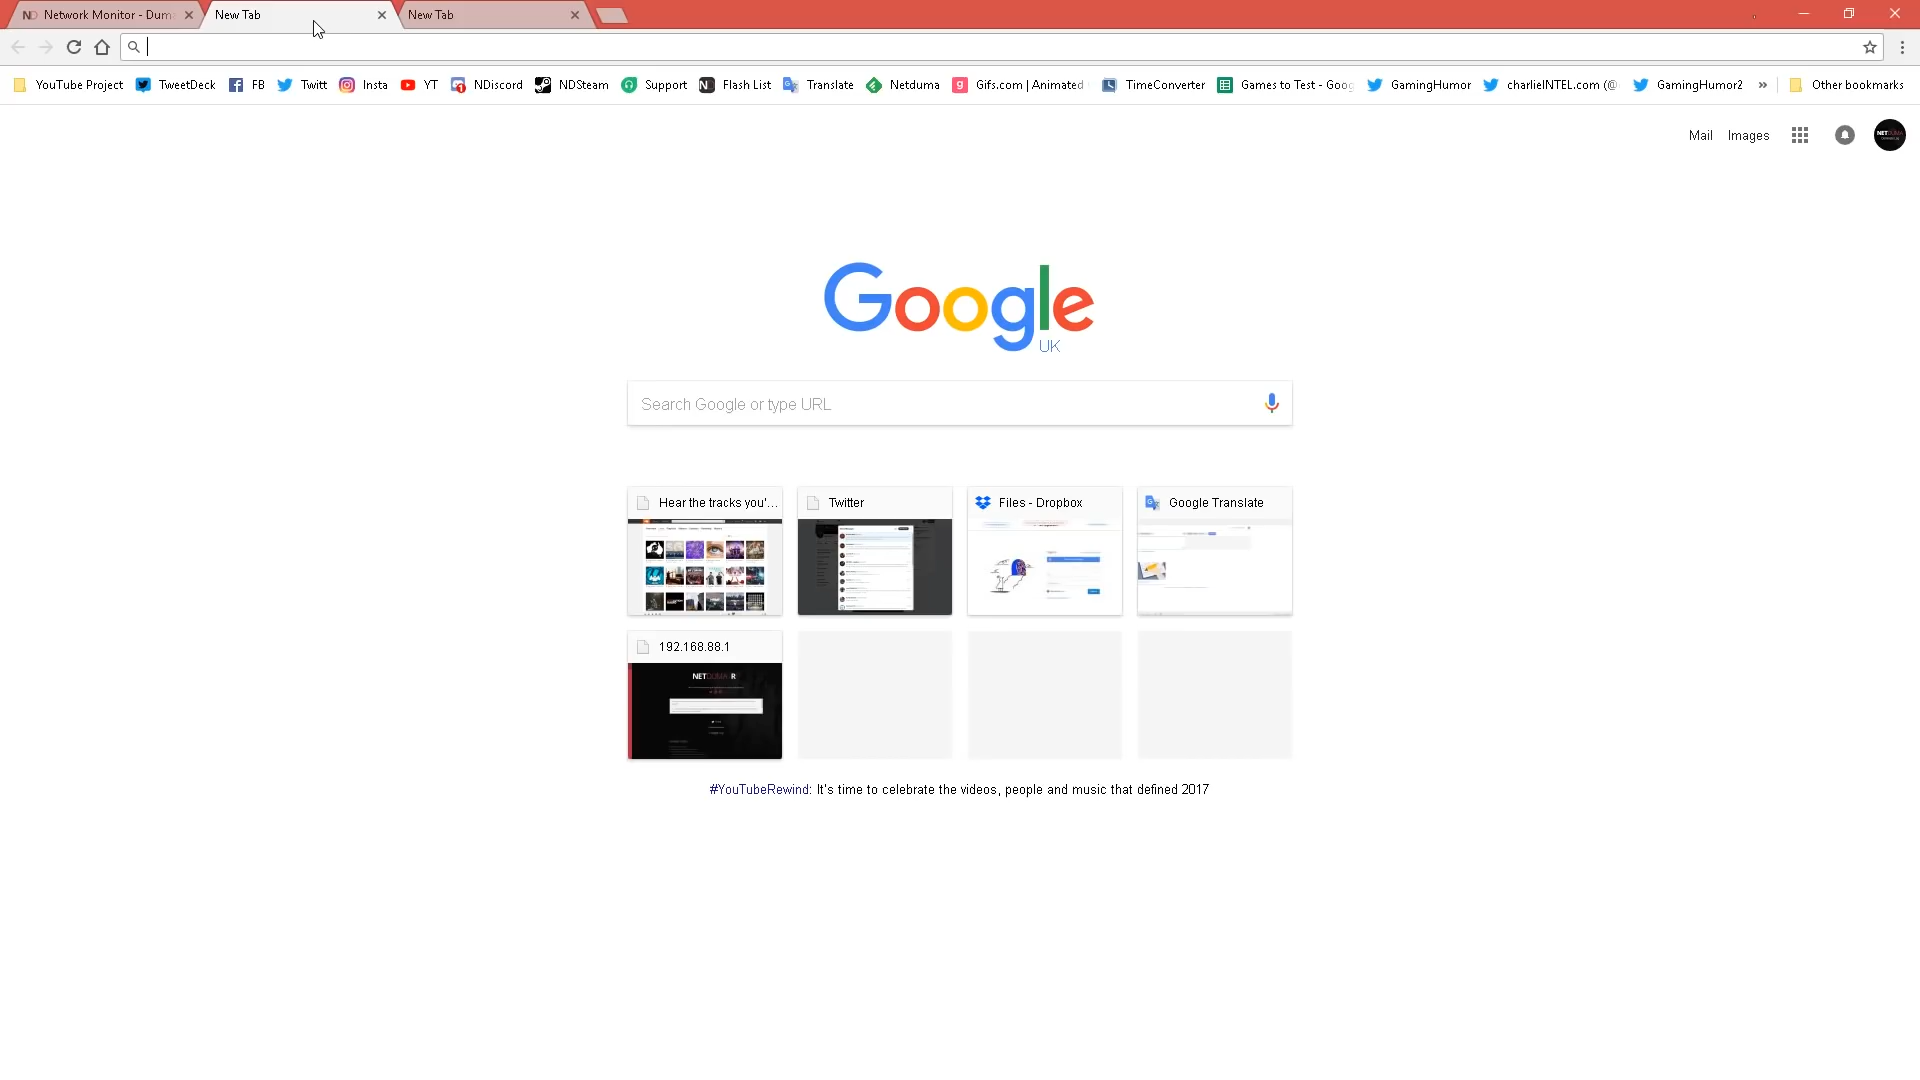 Network Monitor - Dum
New Tab
New Tab
YouTube Project
TweetDeck
FB
Twitt
Insta
YT
NDiscord
NDSteam
Support
Flash List
Translate
Netduma
Gifs.com | Animated
TimeConverter
Games to Test - Goog
GamingHumor
charlieINTEL.com (@
GamingHumor2
Other bookmarks
Mail
Images
Google
UK
Search Google or type URL
Hear the tracks you'...
Twitter
Files - Dropbox
Google Translate
192.168.88.1
NETDUMA R
#YouTubeRewind: It's time to celebrate the videos, people and music that defined 2017